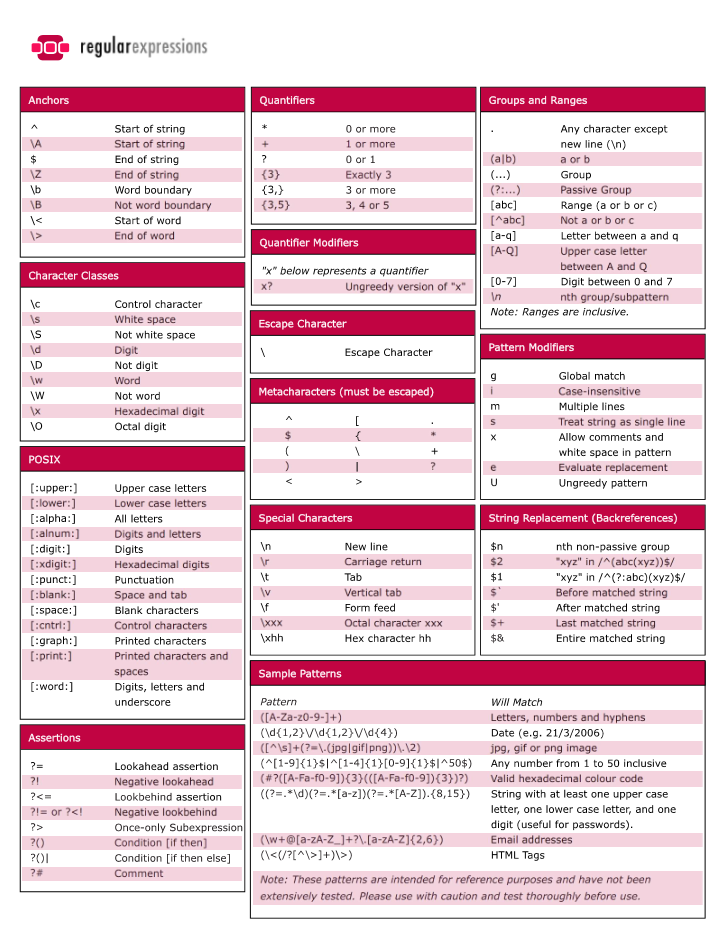 regularexpressions
Anchors
^ Start of string
\A Start of string
$ End of string
\Z End of string
\b Word boundary
\B Not word boundary
\< Start of word
\> End of word
Character Classes
\c Control character
\s White space
\S Not white space
\d Digit
\D Not digit
\w Word
\W Not word
\x Hexadecimal digit
\O Octal digit
POSIX
[:upper:] Upper case letters
[:lower:] Lower case letters
[:alpha:] All letters
[:alnum:] Digits and letters
[:digit:] Digits
[:xdigit:] Hexadecimal digits
[:punct:] Punctuation
[:blank:] Space and tab
[:space:] Blank characters
[:cntrl:] Control characters
[:graph:] Printed characters
[:print:] Printed characters and
spaces
[:word:] Digits, letters and
underscore
Assertions
?= Lookahead assertion
?! Negative lookahead
?<= Lookbehind assertion
?!= or ?<! Negative lookbehind
?> Once-only Subexpression
?() Condition [if then]
?()| Condition [if then else]
?# Comment
Quantifiers
* 0 or more
+ 1 or more
? 0 or 1
{3} Exactly 3
{3,} 3 or more
{3,5} 3, 4 or 5
Quantifier Modifiers
"x" below represents a quantifier
x? Ungreedy version of "x"
Escape Character
\ Escape Character
Metacharacters (must be escaped)
^ [ .
$ { *
( \ +
) | ?
< >
Special Characters
\n New line
\r Carriage return
\t Tab
\v Vertical tab
\f Form feed
\xxx Octal character xxx
\xhh Hex character hh
Groups and Ranges
. Any character except
new line (\n)
(a|b) a or b
(...) Group
(?:...) Passive Group
[abc] Range (a or b or c)
[^abc] Not a or b or c
[a-q] Letter between a and q
[A-Q] Upper case letter
between A and Q
[0-7] Digit between 0 and 7
\n nth group/subpattern
Note: Ranges are inclusive.
Pattern Modifiers
g Global match
i Case-insensitive
m Multiple lines
s Treat string as single line
x Allow comments and
white space in pattern
e Evaluate replacement
U Ungreedy pattern
String Replacement (Backreferences)
$n nth non-passive group
$2 "xyz" in /^(abc(xyz))$/
$1 "xyz" in /^(?:abc)(xyz)$/
$` Before matched string
$' After matched string
$+ Last matched string
$& Entire matched string
Sample Patterns
Pattern Will Match
([A-Za-z0-9-]+) Letters, numbers and hyphens
(\d{1,2}\/\d{1,2}\/\d{4}) Date (e.g. 21/3/2006)
([^\s]+(?=\.(jpg|gif|png))\.\2) jpg, gif or png image
(^[1-9]{1}$|^[1-4]{1}[0-9]{1}$|^50$) Any number from 1 to 50 inclusive
(#?([A-Fa-f0-9]){3}(([A-Fa-f0-9]){3})?) Valid hexadecimal colour code
((?=.*\d)(?=.*[a-z])(?=.*[A-Z]).{8,15}) String with at least one upper case
letter, one lower case letter, and one
digit (useful for passwords).
(\w+@[a-zA-Z_]+?\.[a-zA-Z]{2,6}) Email addresses
(\<(/?[^\>]+)\>) HTML Tags
Note: These patterns are intended for reference purposes and have not been
extensively tested. Please use with caution and test thoroughly before use.